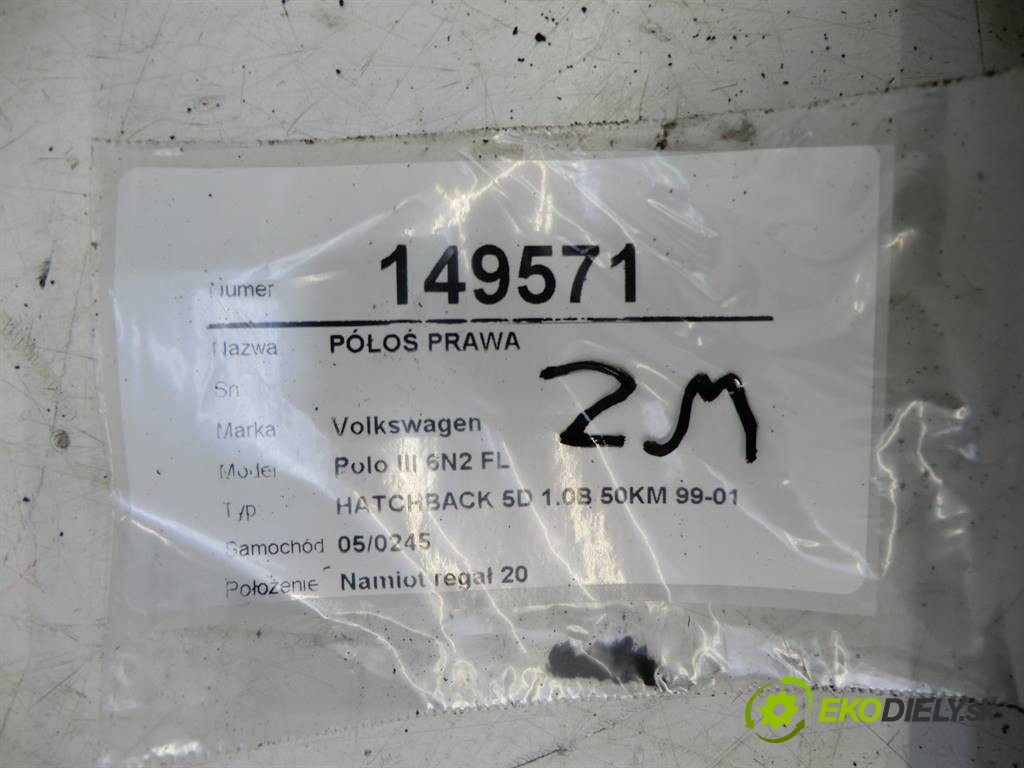 Numer 149571
Nazwa PÓŁOŚ PRAWA
Sn
ZM
Marka Volkswagen
Model Polo III 6N2 FL
Typ HATCHBACK 5D 1.0B 50KM 99-01
Samochód 05/0245
Położenie Namiot regał 20
EKODIELY.SK